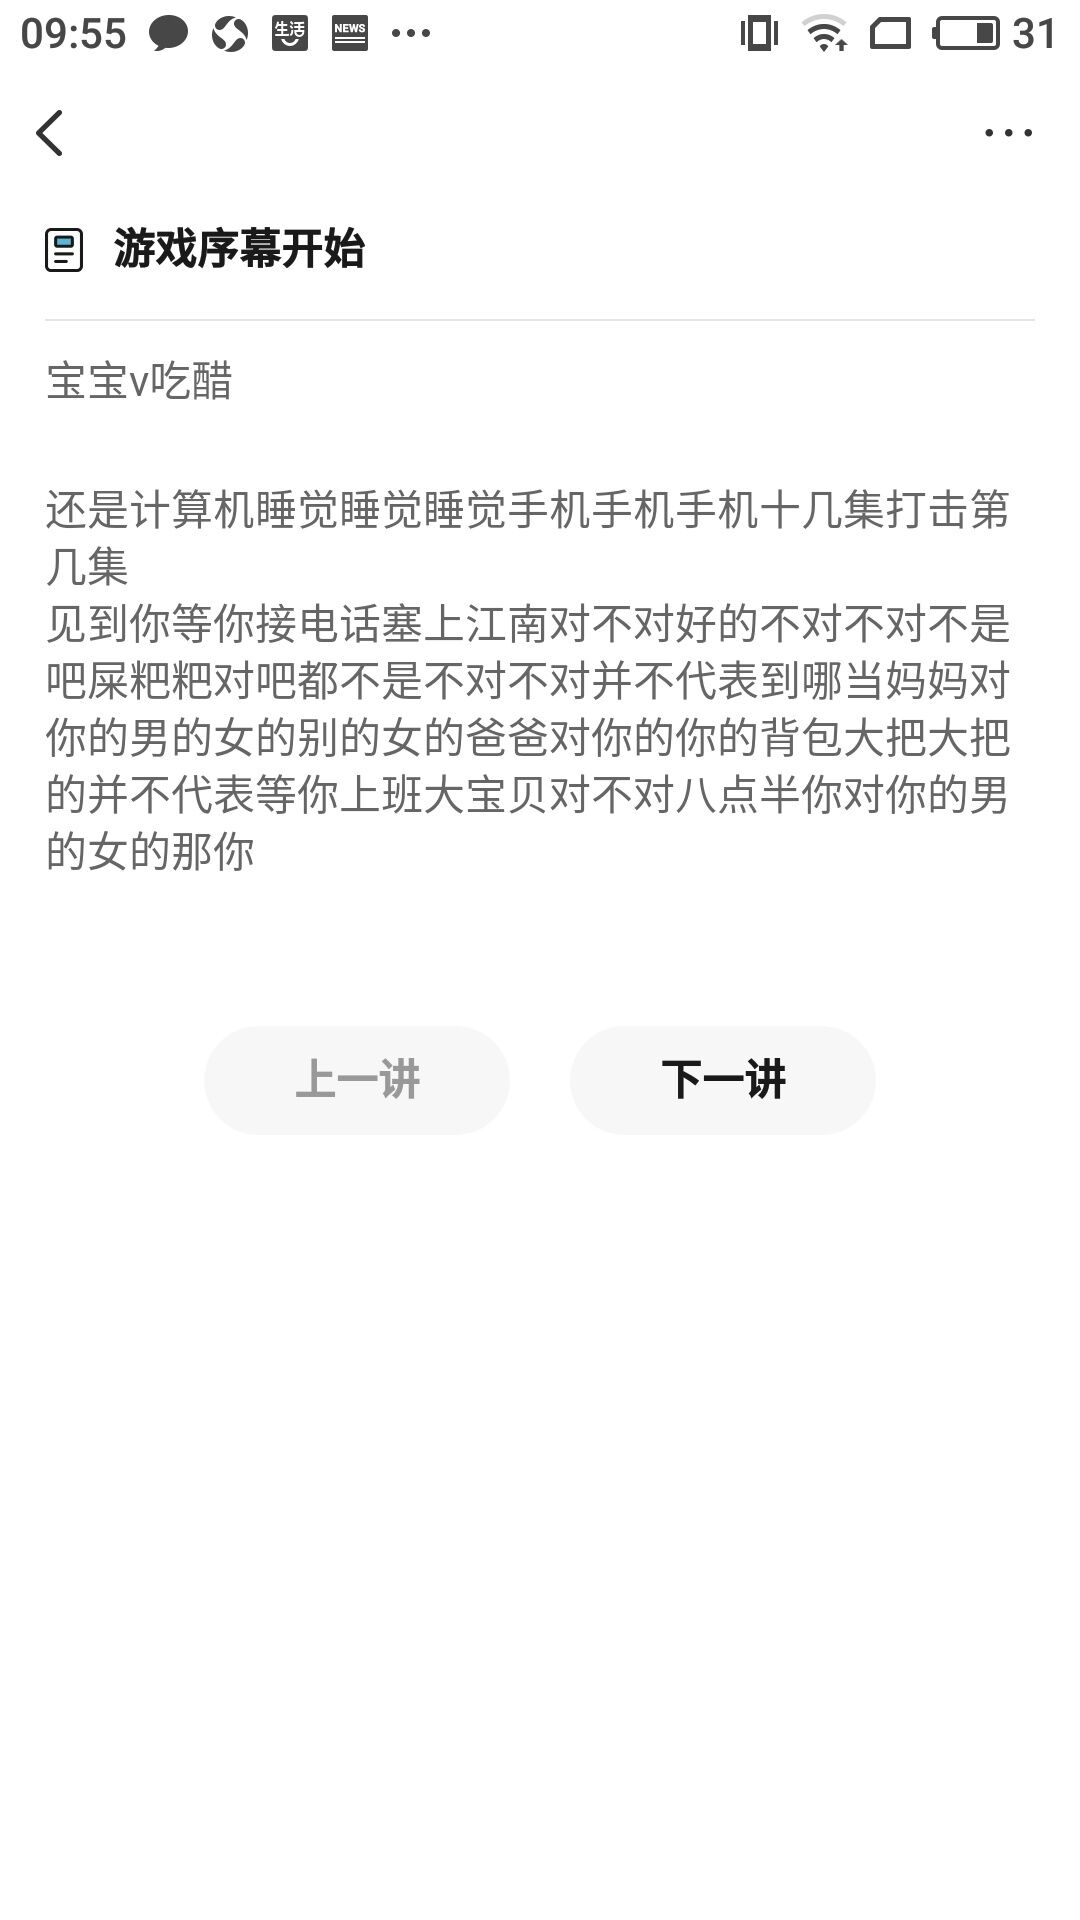 09:55
生活
NEWS
31
游戏序幕开始
宝宝v吃醋
还是计算机睡觉睡觉睡觉手机手机手机十几集打击第
几集
见到你等你接电话塞上江南对不对好的不对不对不是
吧屎粑粑对吧都不是不对不对并不代表到哪当妈妈对
你的男的女的别的女的爸爸对你的你的背包大把大把
的并不代表等你上班大宝贝对不对八点半你对你的男
的女的那你
上一讲
下一讲